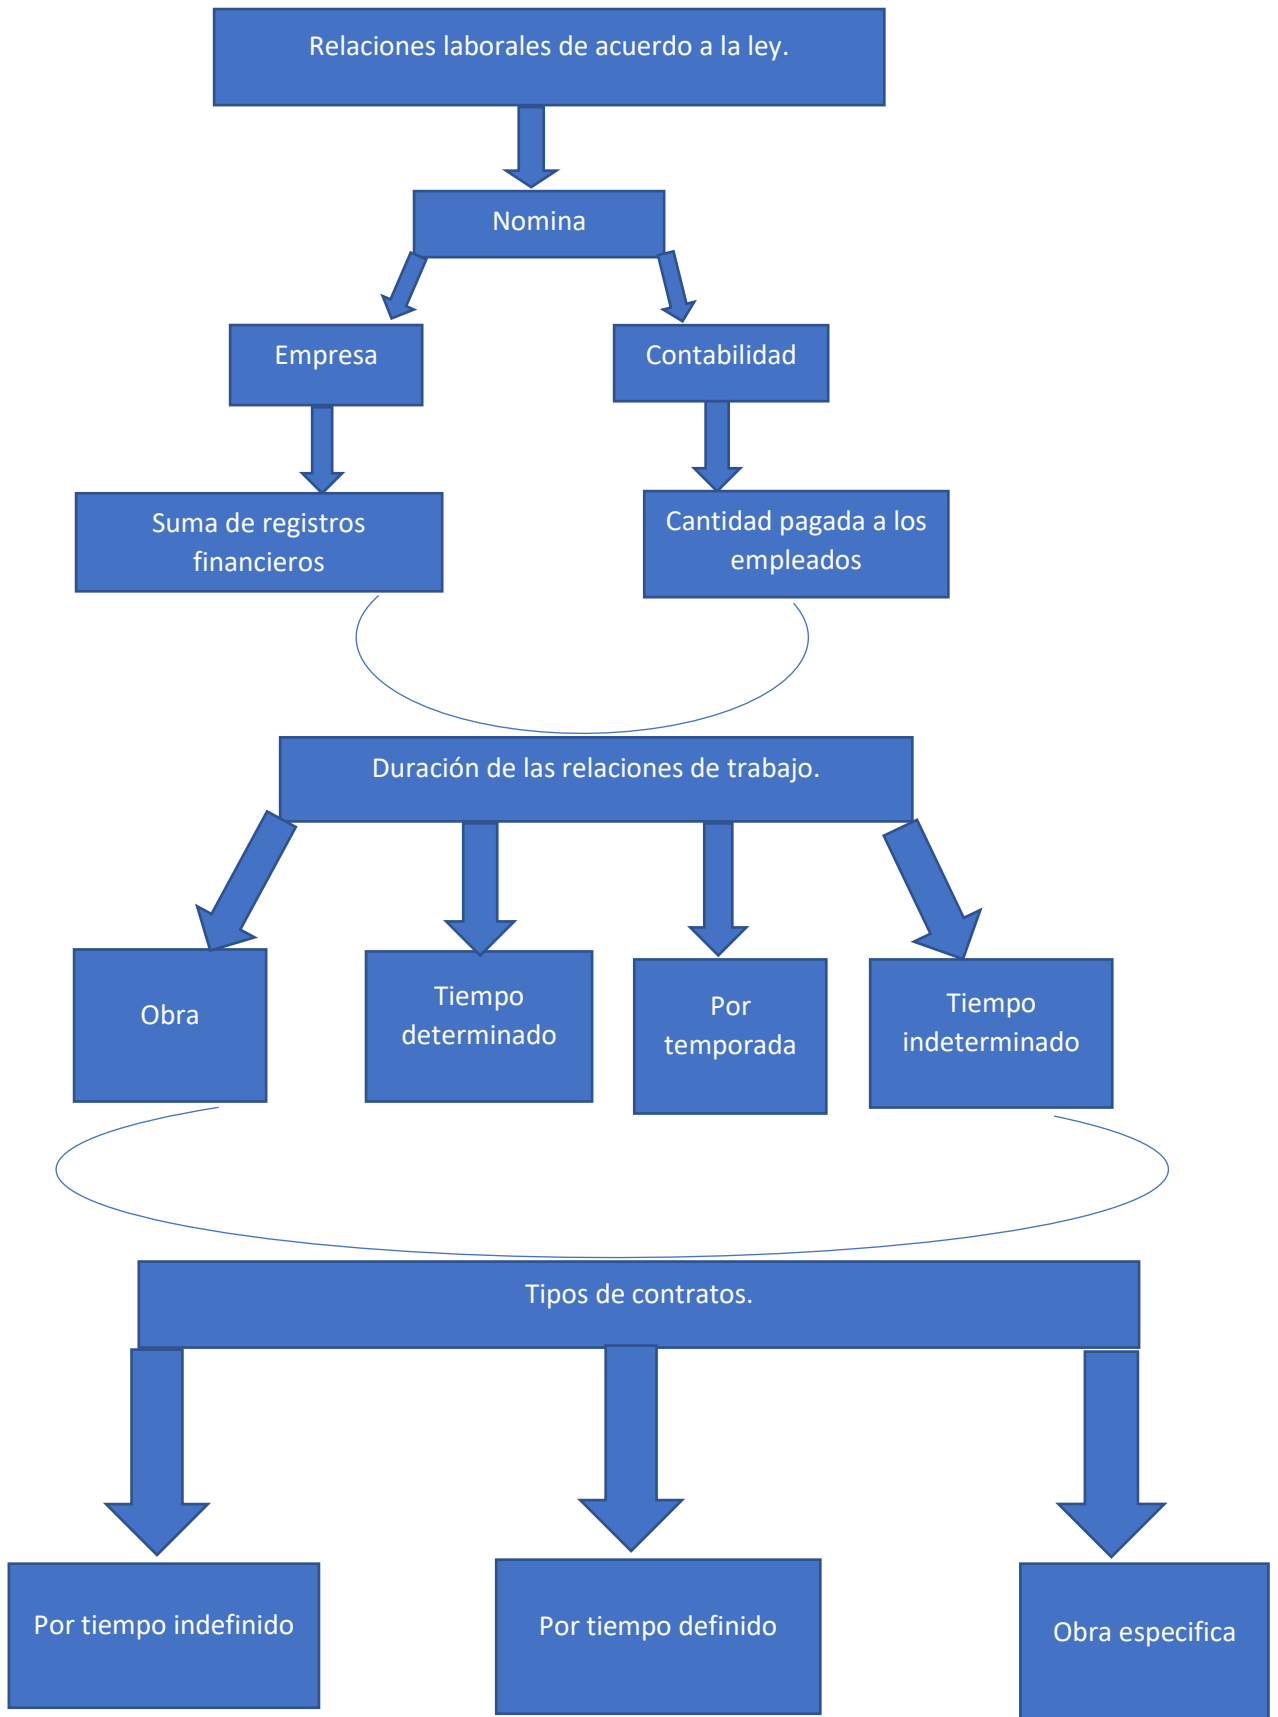 Relaciones laborales de acuerdo a la ley.
Nomina
Empresa
Contabilidad
Suma de registros
financieros
Cantidad pagada a los
empleados
Duración de las relaciones de trabajo.
Obra
Tiempo
determinado
Por
temporada
Tiempo
indeterminado
Tipos de contratos.
Por tiempo indefinido
Por tiempo definido
Obra especifica